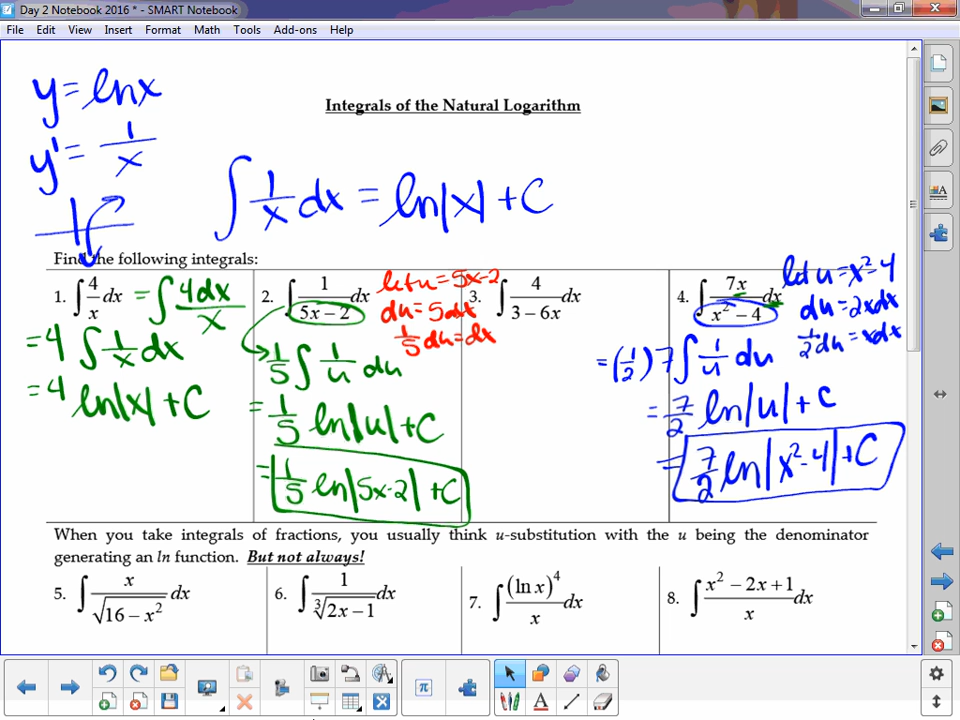 Day 2 Notebook 2016 * - SMART Notebook
File Edit View Insert Format Math Tools Add-ons Help
y = ln x
Integrals of the Natural Logarithm
y' = 1/x
∫ 1/x dx = ln|x| + C
Find the following integrals:
1. ∫ 4/x dx = ∫ 4dx/x
= 4 ∫ 1/x dx
= 4 ln|x| + C
2. ∫ 1/(5x – 2) dx
let u = 5x-2
du = 5dx
1/5 du = dx
1/5 ∫ 1/u du
= 1/5 ln|u| + C
= 1/5 ln|5x-2| + C
3. ∫ 4/(3 – 6x) dx
4. ∫ 7x/(x² – 4) dx
let u = x² - 4
du = 2xdx
1/2 du = xdx
= (1/2) 7 ∫ 1/u du
= 7/2 ln|u| + C
= 7/2 ln|x² - 4| + C
When you take integrals of fractions, you usually think u-substitution with the u being the denominator
generating an ln function. But not always!
5. ∫ x/√(16 – x²) dx
6. ∫ 1/∛(2x – 1) dx
7. ∫ (ln x)⁴/x dx
8. ∫ (x² – 2x + 1)/x dx